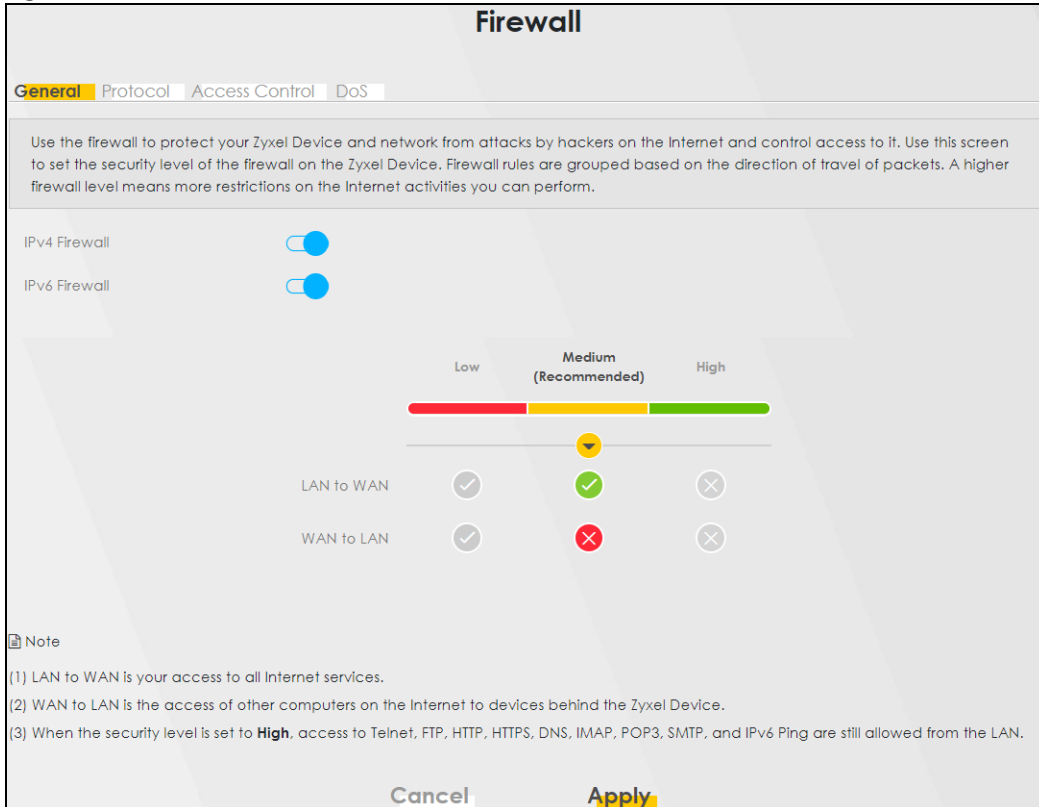 Firewall
General Protocol Access Control DoS
Use the firewall to protect your Zyxel Device and network from attacks by hackers on the Internet and control access to it. Use this screen
to set the security level of the firewall on the Zyxel Device. Firewall rules are grouped based on the direction of travel of packets. A higher
firewall level means more restrictions on the Internet activities you can perform.
IPv4 Firewall
IPv6 Firewall
Low Medium High
(Recommended)
LAN to WAN
WAN to LAN
Note
(1) LAN to WAN is your access to all Internet services.
(2) WAN to LAN is the access of other computers on the Internet to devices behind the Zyxel Device.
(3) When the security level is set to High, access to Telnet, FTP, HTTP, HTTPS, DNS, IMAP, POP3, SMTP, and IPv6 Ping are still allowed from the LAN.
Cancel Apply